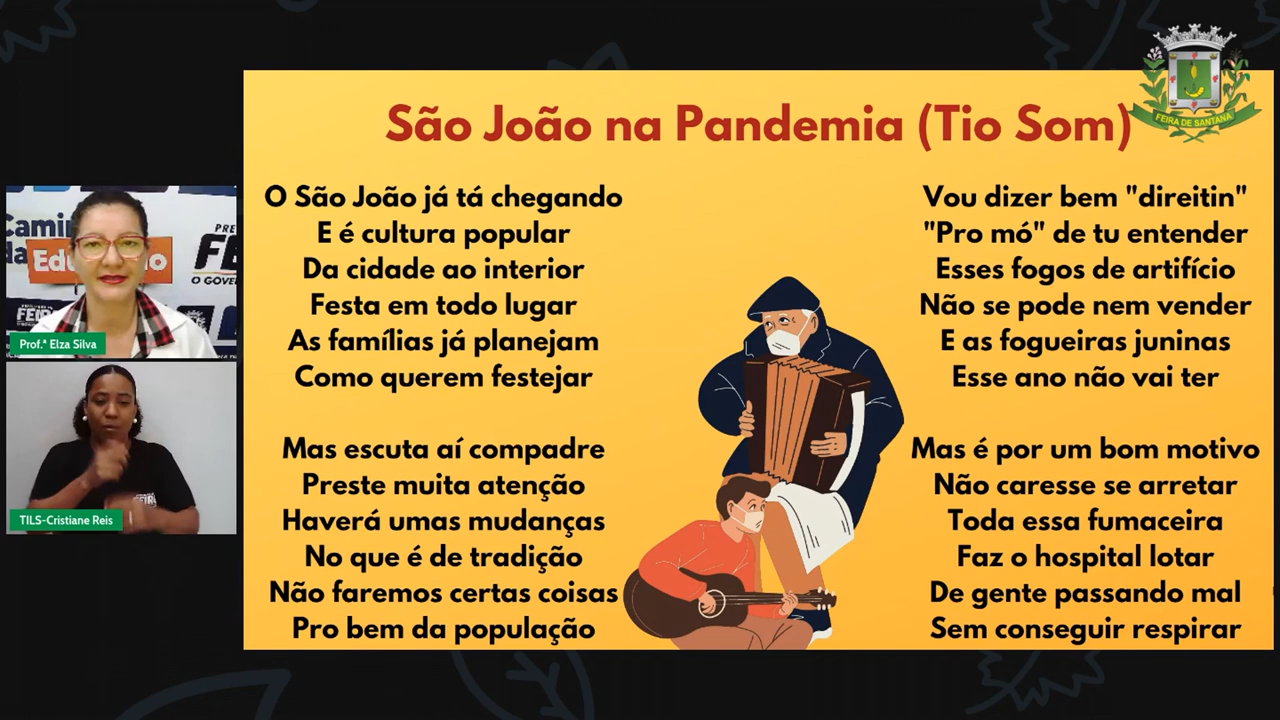 São João na Pandemia (Tio Som)
FEIRA DE SANTANA
O São João já tá chegando
E é cultura popular
Da cidade ao interior
Festa em todo lugar
As famílias já planejam
Como querem festejar
Mas escuta aí compadre
Preste muita atenção
Haverá umas mudanças
No que é de tradição
Não faremos certas coisas
Pro bem da população
Vou dizer bem "direitin"
"Pro mó" de tu entender
Esses fogos de artifício
Não se pode nem vender
E as fogueiras juninas
Esse ano não vai ter
Mas é por um bom motivo
Não caresse se arretar
Toda essa fumaceira
Faz o hospital lotar
De gente passando mal
Sem conseguir respirar
Prof.ª Elza Silva
TILS-Cristiane Reis